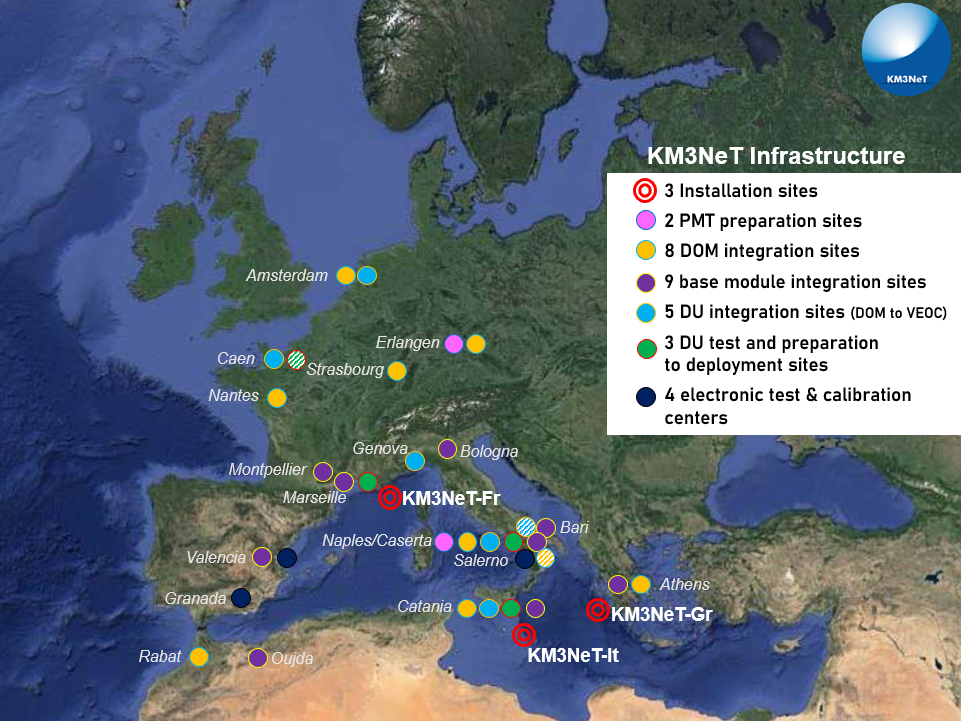 KM3NeT
KM3NeT Infrastructure
3 Installation sites
2 PMT preparation sites
8 DOM integration sites
9 base module integration sites
5 DU integration sites (DOM to VEOC)
3 DU test and preparation
to deployment sites
4 electronic test & calibration
centers
Amsterdam
Erlangen
Caen
Strasbourg
Nantes
Genova
Bologna
Montpellier
Marseille
KM3NeT-Fr
Bari
Naples/Caserta
Valencia
Salerno
Athens
Granada
Catania
KM3NeT-Gr
KM3NeT-It
Rabat
Oujda